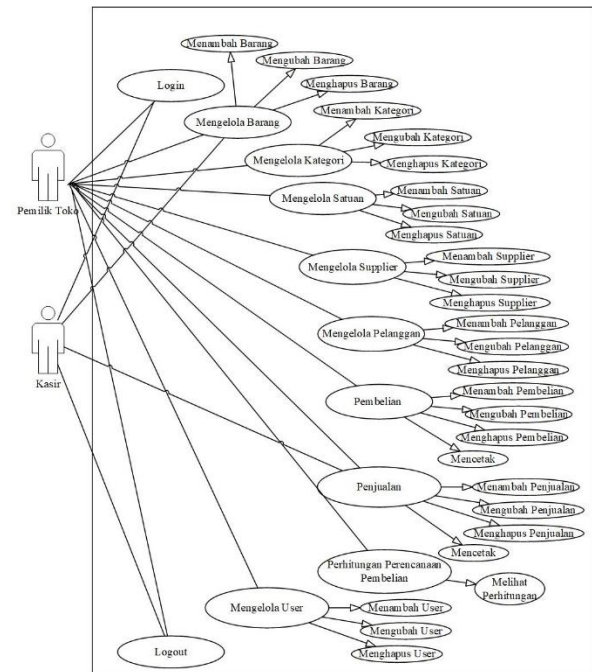 Menambah Barang
Mengubah Barang
Menghapus Barang
Login
Mengelola Barang
Menambah Kategori
Mengubah Kategori
Mengelola Kategori
Menghapus Kategori
Pemilik Toko
Menambah Satuan
Mengelola Satuan
Mengubah Satuan
Menghapus Satuan
Menambah Supplier
Mengelola Supplier
Mengubah Supplier
Menghapus Supplier
Menambah Pelanggan
Mengelola Pelanggan
Mengubah Pelanggan
Menghapus Pelanggan
Kasir
Menambah Pembelian
Pembelian
Mengubah Pembelian
Menghapus Pembelian
Mencetak
Penjualan
Menambah Penjualan
Mengubah Penjualan
Menghapus Penjualan
Mencetak
Perhitungan Perencanaan
Pembelian
Melihat
Perhitungan
Mengelola User
Menambah User
Mengubah User
Menghapus User
Logout